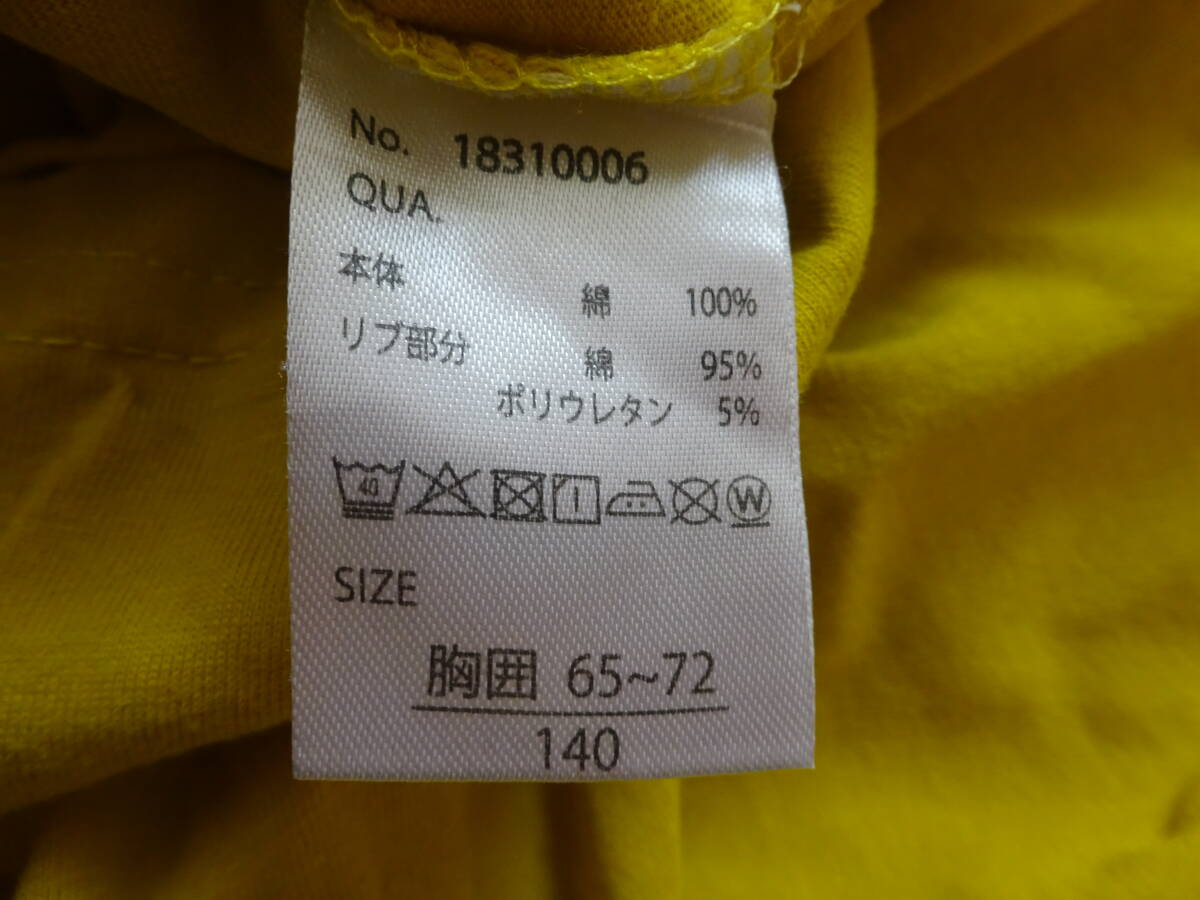 No. 18310006
QUA.
本体
綿 100%
リブ部分
綿 95%
ポリウレタン 5%
40 W
SIZE
胸囲 65~72
140